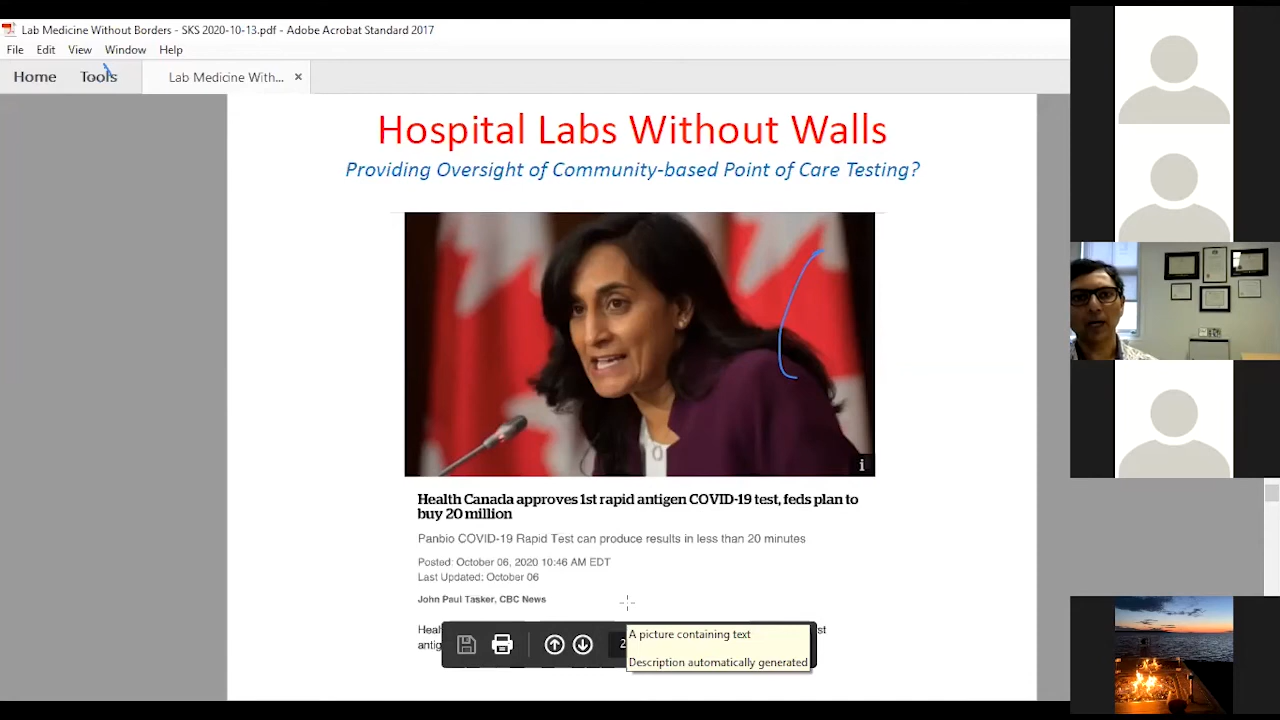 Lab Medicine Without Borders - SKS 2020-10-13.pdf - Adobe Acrobat Standard 2017
File Edit View Window Help
Home Tools Lab Medicine With... ×
Hospital Labs Without Walls
Providing Oversight of Community-based Point of Care Testing?
i
Health Canada approves 1st rapid antigen COVID-19 test, feds plan to
buy 20 million
Panbio COVID-19 Rapid Test can produce results in less than 20 minutes
Posted: October 06, 2020 10:46 AM EDT
Last Updated: October 06
John Paul Tasker, CBC News
A picture containing text
Description automatically generated